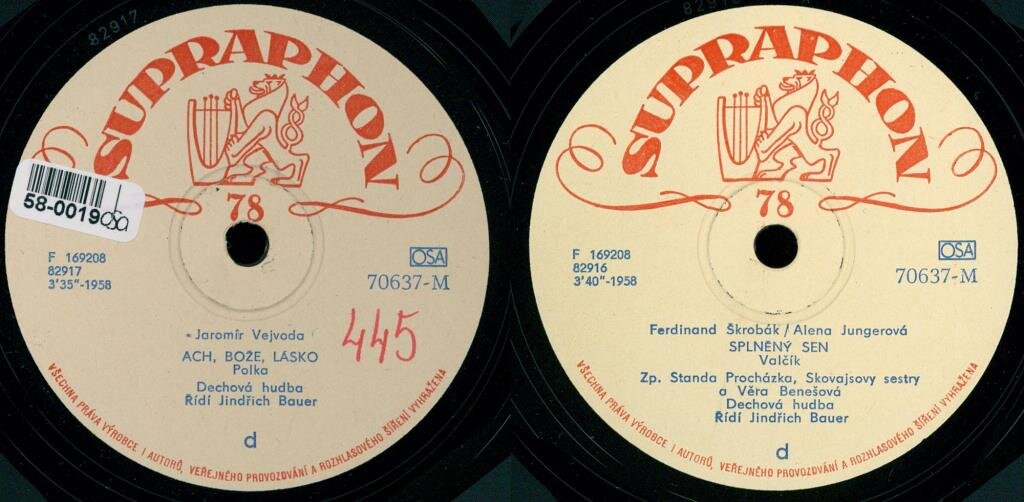 82917
SUPRAPHON
78
58-0019
OSA
F 169208
82917
3'35"-1958
OSA
70637-M
445
Jaromír Vejvoda
ACH, BOŽE, LÁSKO
Polka
Dechová hudba
Řídí Jindřich Bauer
d
VŠECHNA PRÁVA VÝROBCE I AUTORŮ, VEŘEJNÉHO PROVOZOVÁNÍ A ROZHLASOVÉHO ŠÍŘENÍ VYHRAŽENA
SUPRAPHON
78
F 169208
82916
3'40"-1958
OSA
70637-M
Ferdinand Škrobák / Alena Jungerová
SPLNĚNÝ SEN
Valčík
Zp. Standa Procházka, Skovajsovy sestry
a Věra Benešová
Dechová hudba
Řídí Jindřich Bauer
d
VŠECHNA PRÁVA VÝROBCE I AUTORŮ, VEŘEJNÉHO PROVOZOVÁNÍ A ROZHLASOVÉHO ŠÍŘENÍ VYHRAŽENA